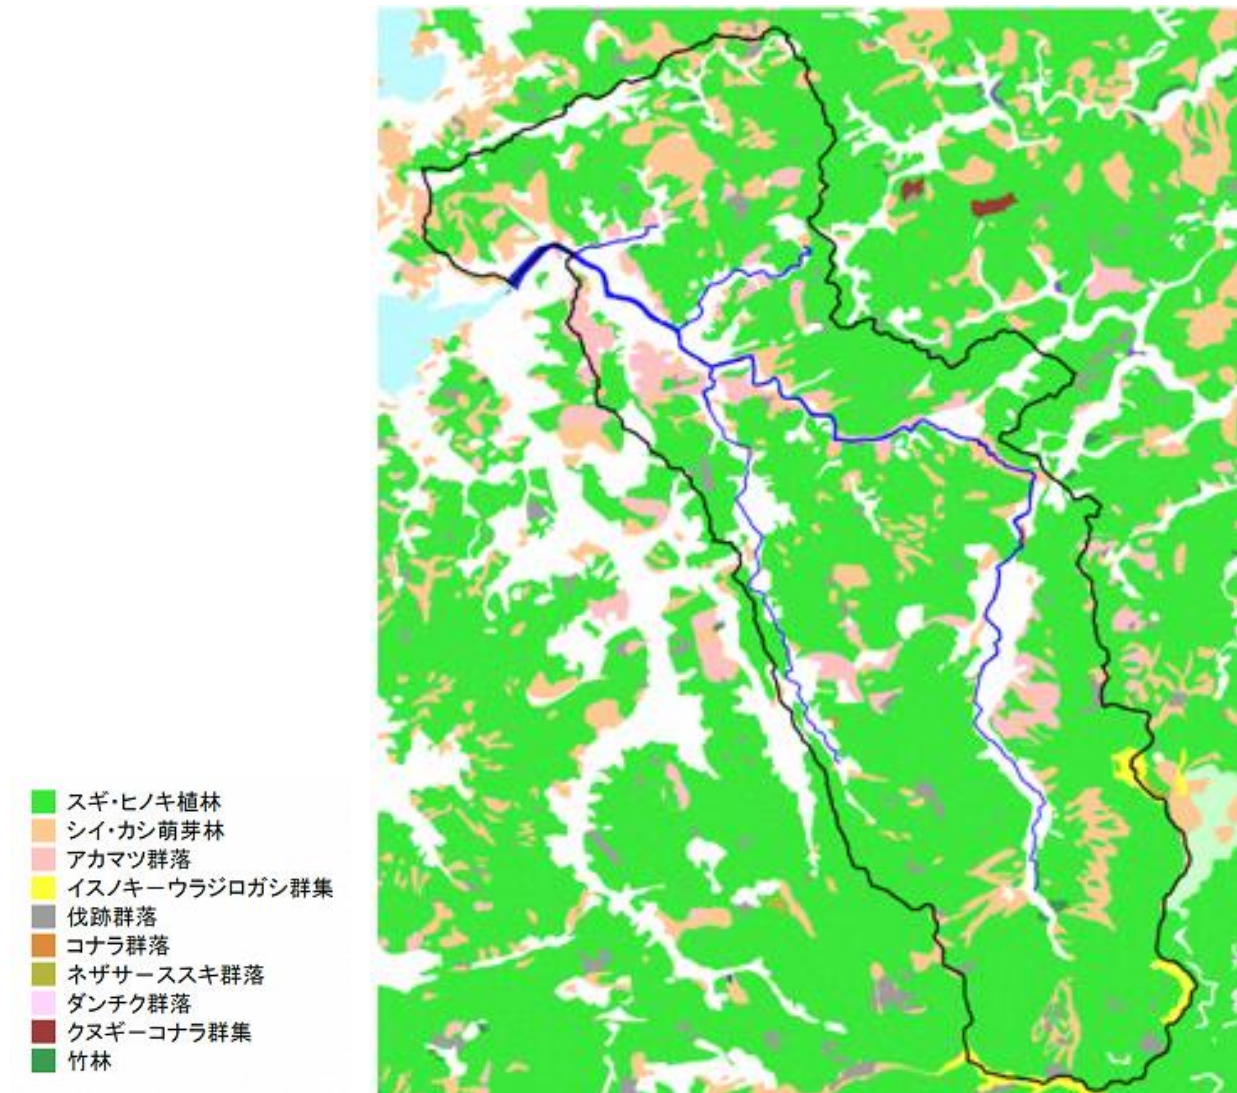 スギ・ヒノキ植林
シイ・カシ萌芽林
アカマツ群落
イスノキーウラジロガシ群集
伐跡群落
コナラ群落
ネザサーススキ群落
ダンチク群落
クヌギーコナラ群集
竹林